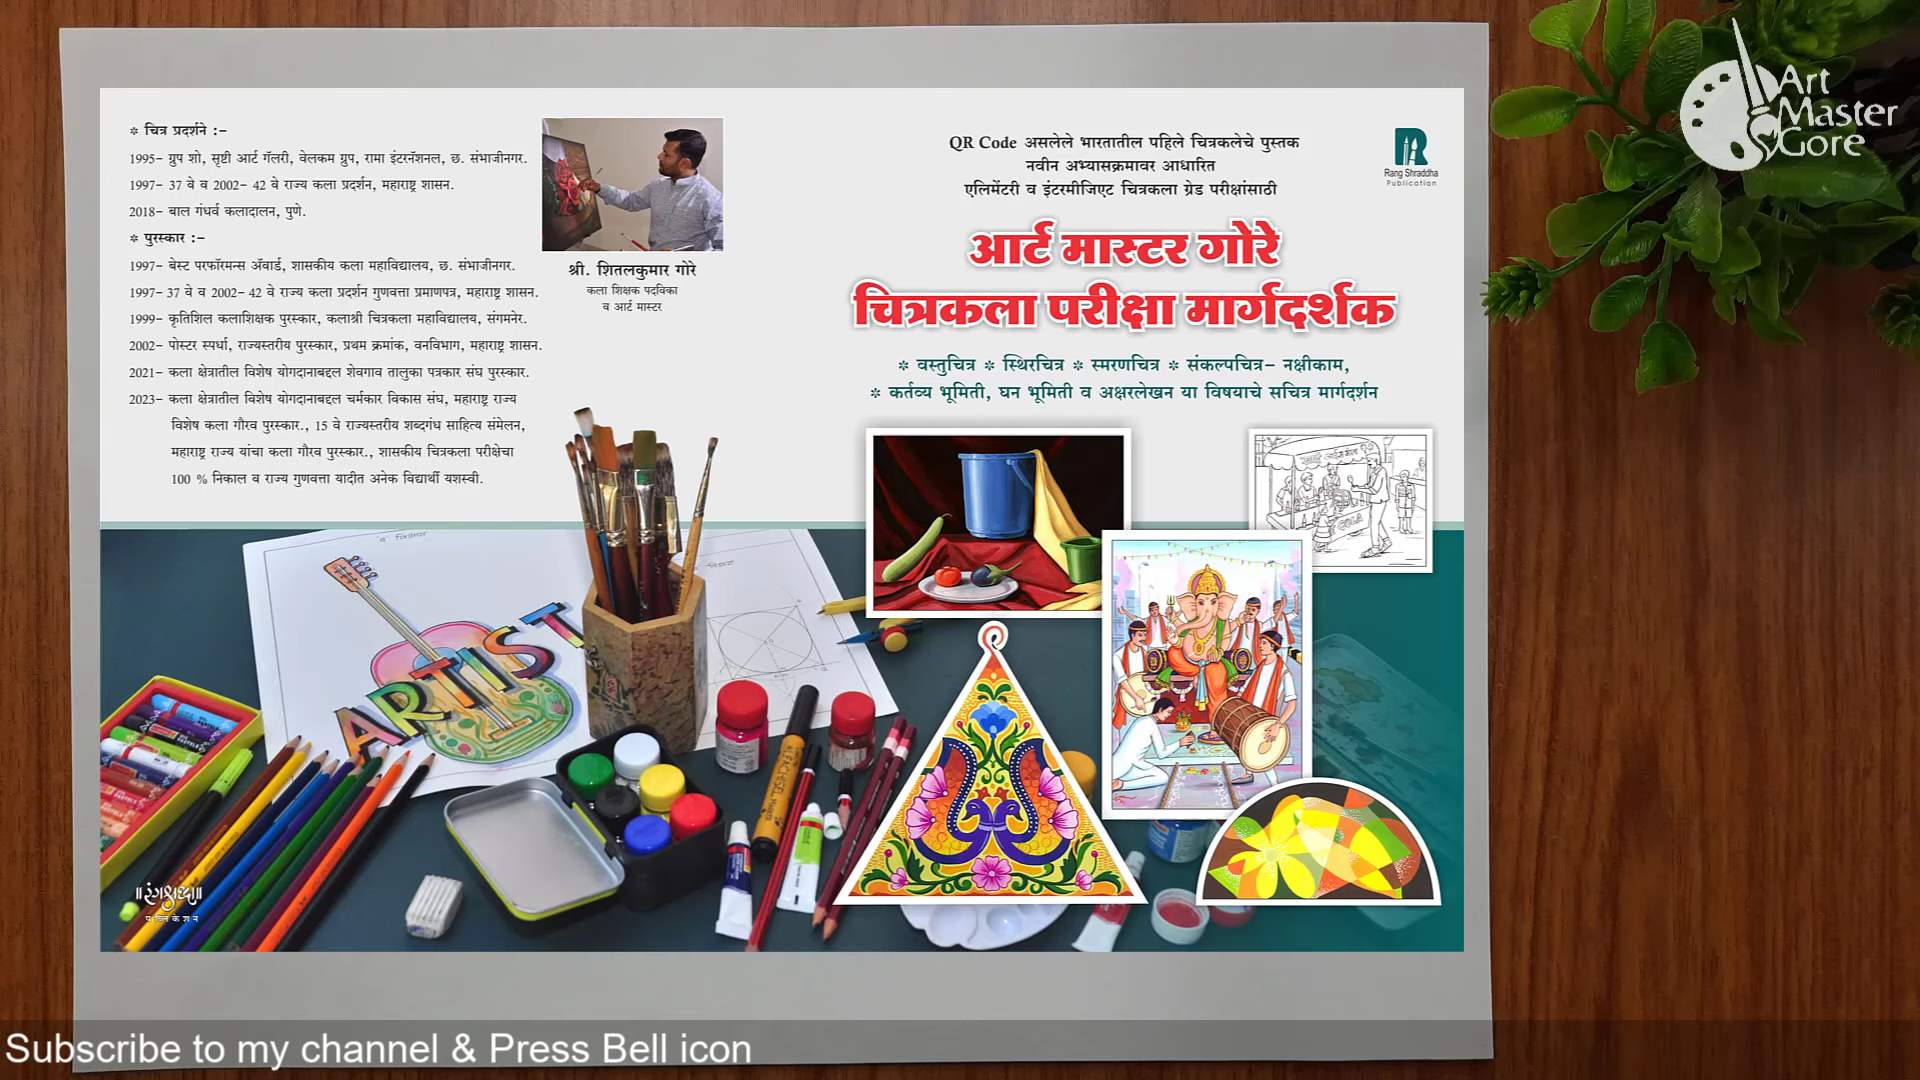 * चित्र प्रदर्शने :-
1995- ग्रुप शो, सृष्टी आर्ट गॅलरी, वेलकम ग्रुप, रामा इंटरनॅशनल, छ. संभाजीनगर.
1997- 37 वे व 2002- 42 वे राज्य कला प्रदर्शन, महाराष्ट्र शासन.
2018- बाल गंधर्व कलादालन, पुणे.
* पुरस्कार :-
1997- बेस्ट परफॉरमन्स ॲवार्ड, शासकीय कला महाविद्यालय, छ. संभाजीनगर.
1997- 37 वे व 2002- 42 वे राज्य कला प्रदर्शन गुणवत्ता प्रमाणपत्र, महाराष्ट्र शासन.
1999- कृतिशिल कलाशिक्षक पुरस्कार, कलाश्री चित्रकला महाविद्यालय, संगमनेर.
2002- पोस्टर स्पर्धा, राज्यस्तरीय पुरस्कार, प्रथम क्रमांक, वनविभाग, महाराष्ट्र शासन.
2021- कला क्षेत्रातील विशेष योगदानाबद्दल शेवगाव तालुका पत्रकार संघ पुरस्कार.
2023- कला क्षेत्रातील विशेष योगदानाबद्दल चर्मकार विकास संघ, महाराष्ट्र राज्य
विशेष कला गौरव पुरस्कार., 15 वे राज्यस्तरीय शब्दगंध साहित्य संमेलन,
महाराष्ट्र राज्य यांचा कला गौरव पुरस्कार., शासकीय चित्रकला परीक्षेचा
100 % निकाल व राज्य गुणवत्ता यादीत अनेक विद्यार्थी यशस्वी.
श्री. शितलकुमार गोरे
कला शिक्षक पदविका
व आर्ट मास्टर
QR Code असलेले भारतातील पहिले चित्रकलेचे पुस्तक
नवीन अभ्यासक्रमावर आधारित
एलिमेंटरी व इंटरमीजिएट चित्रकला ग्रेड परीक्षांसाठी
Rang Shraddha
Publication
आर्ट मास्टर गोरे
चित्रकला परीक्षा मार्गदर्शक
* वस्तुचित्र * स्थिरचित्र * स्मरणचित्र * संकल्पचित्र- नक्षीकाम,
* कर्तव्य भूमिती, घन भूमिती व अक्षरलेखन या विषयाचे सचित्र मार्गदर्शन
ARTIST
COLA
॥ रंगश्रद्धा ॥
पब्लिकेशन
Art
Master
Gore
Subscribe to my channel & Press Bell icon